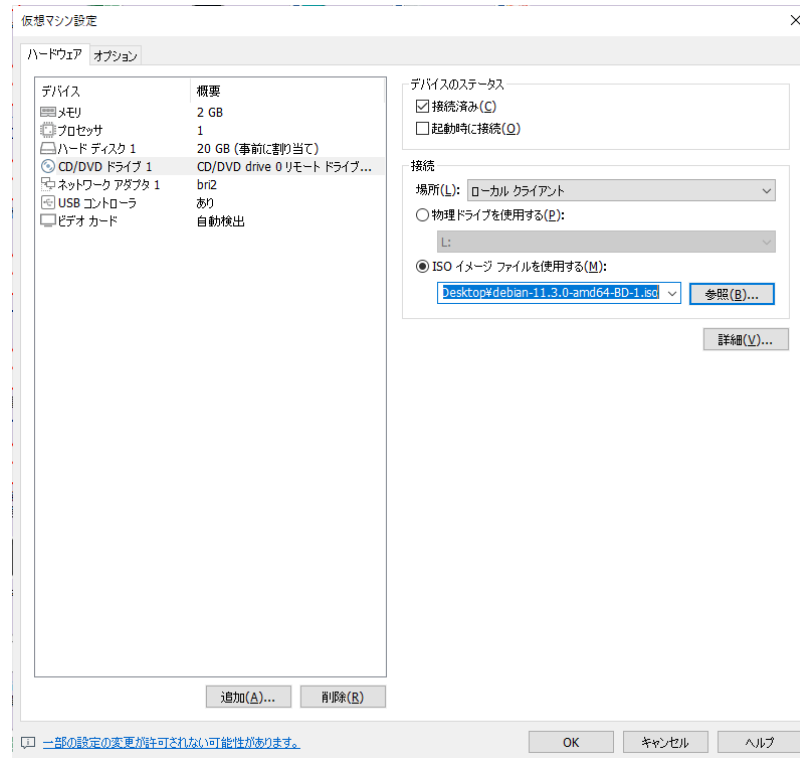 仮想マシン設定
ハードウェア オプション
デバイス 概要
メモリ 2 GB
プロセッサ 1
ハード ディスク 1 20 GB (事前に割り当て)
CD/DVD ドライブ 1 CD/DVD drive 0 リモート ドライブ...
ネットワーク アダプタ 1 bri2
USB コントローラ あり
ビデオ カード 自動検出
追加(A)... 削除(R)
デバイスのステータス
接続済み(C)
起動時に接続(O)
接続
場所(L): ローカル クライアント
物理ドライブを使用する(P):
L:
ISO イメージ ファイルを使用する(M):
Desktop¥debian-11.3.0-amd64-BD-1.iso 参照(B)...
詳細(V)...
一部の設定の変更が許可されない可能性があります。
OK キャンセル ヘルプ